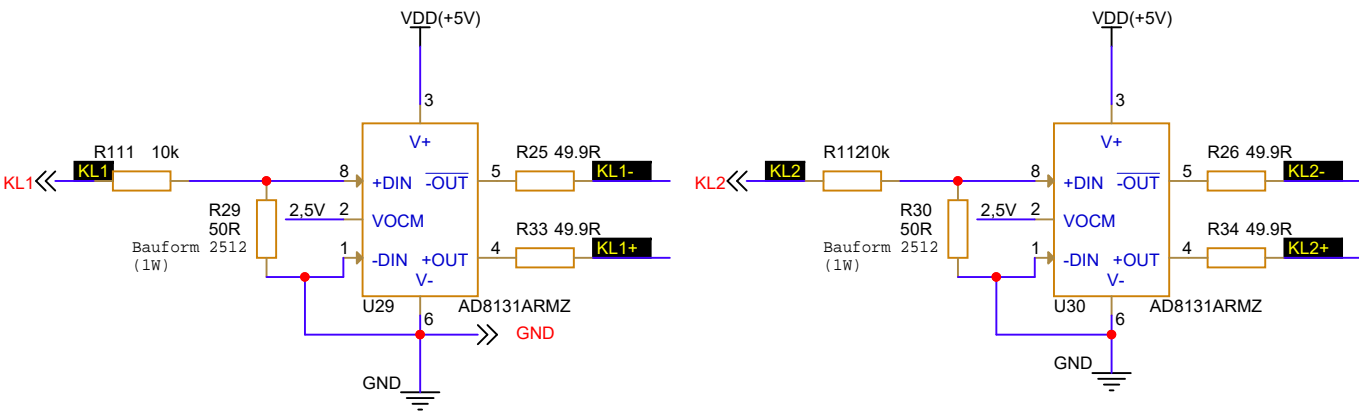 VDD(+5V)
3
V+
R111 10k
KL1
KL1
8
+DIN
-OUT
5
R25 49.9R
KL1-
R29
50R
Bauform 2512
(1W)
2,5V
2
VOCM
1
-DIN
+OUT
4
R33 49.9R
KL1+
V-
U29
AD8131ARMZ
6
GND
GND
VDD(+5V)
3
V+
R11210k
KL2
KL2
8
+DIN
-OUT
5
R26 49.9R
KL2-
R30
50R
Bauform 2512
(1W)
2,5V
2
VOCM
1
-DIN
+OUT
4
R34 49.9R
KL2+
V-
U30
AD8131ARMZ
6
GND